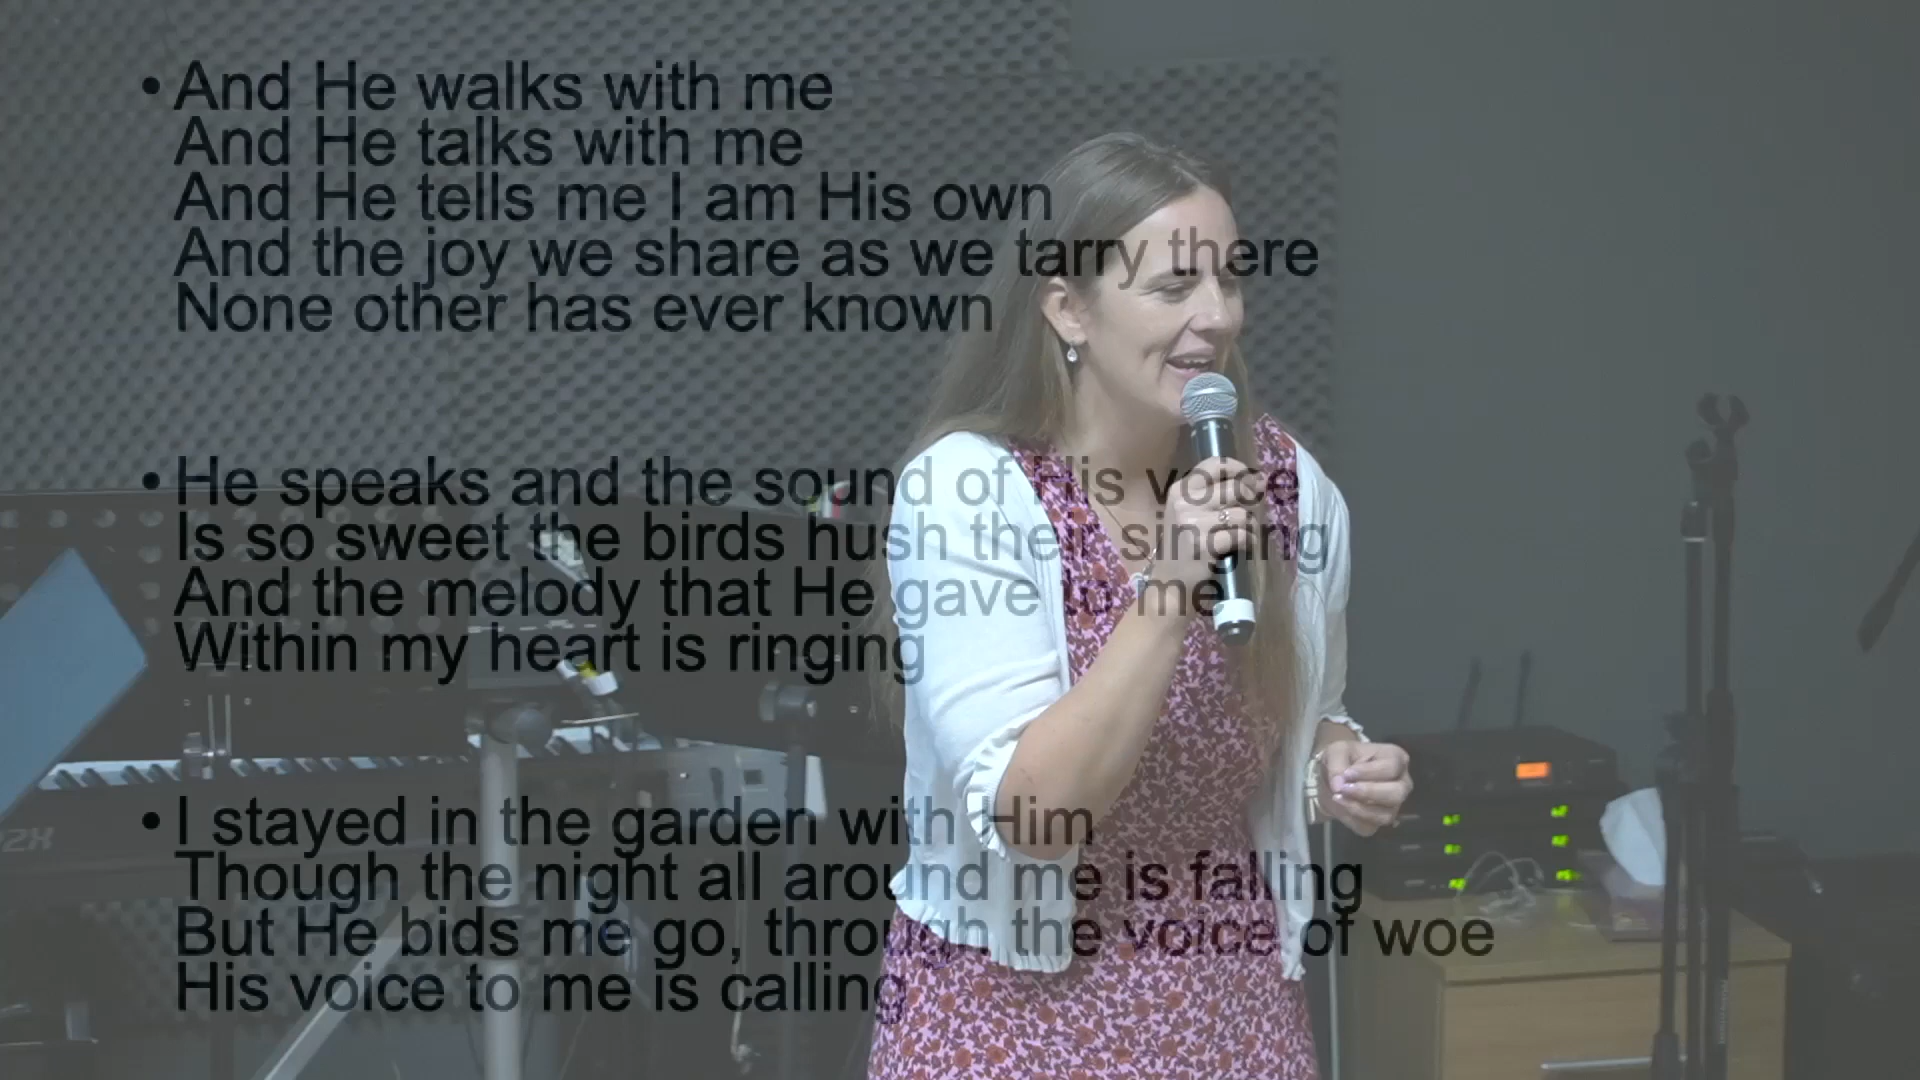 • And He walks with me
And He talks with me
And He tells me I am His own
And the joy we share as we tarry there
None other has ever known
• He speaks and the sound of His voice
Is so sweet the birds hush their singing
And the melody that He gave to me
Within my heart is ringing
• I stayed in the garden with Him
Though the night all around me is falling
But He bids me go, through the voice of woe
His voice to me is calling